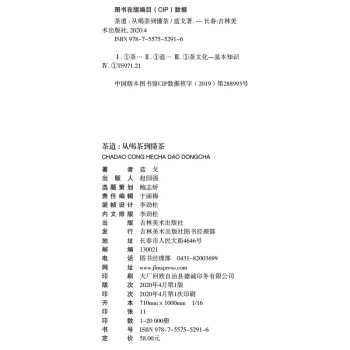 图书在版编目（CIP）数据
茶道：从喝茶到懂茶 / 蓝戈著. — 长春：吉林美
术出版社，2020.4
ISBN 978-7-5575-5291-6
Ⅰ.①茶… Ⅱ.①蓝… Ⅲ.①茶文化—基本知识
Ⅳ.①TS971.21
中国版本图书馆CIP数据核字（2019）第288993号
茶道：从喝茶到懂茶
CHADAO CONG HECHA DAO DONGCHA
著者 蓝戈
出版人 赵国强
选题策划 鲍志娇
责任编辑 于丽梅
装帧设计 李劲松
内文排版 李劲松
出版 吉林美术出版社
发行 吉林美术出版社图书经理部
地址 长春市人民大街4646号
邮编 130021
电话 图书经理部 0431-82003699
网址 www.jlmspress.com
印刷 大厂回族自治县德诚印务有限公司
版次 2020年4月第1版
印次 2020年4月第1次印刷
开本 710mm×1000mm 1/16
印张 11
印数 1-20 000册
书号 ISBN 978-7-5575-5291-6
定价 58.00元